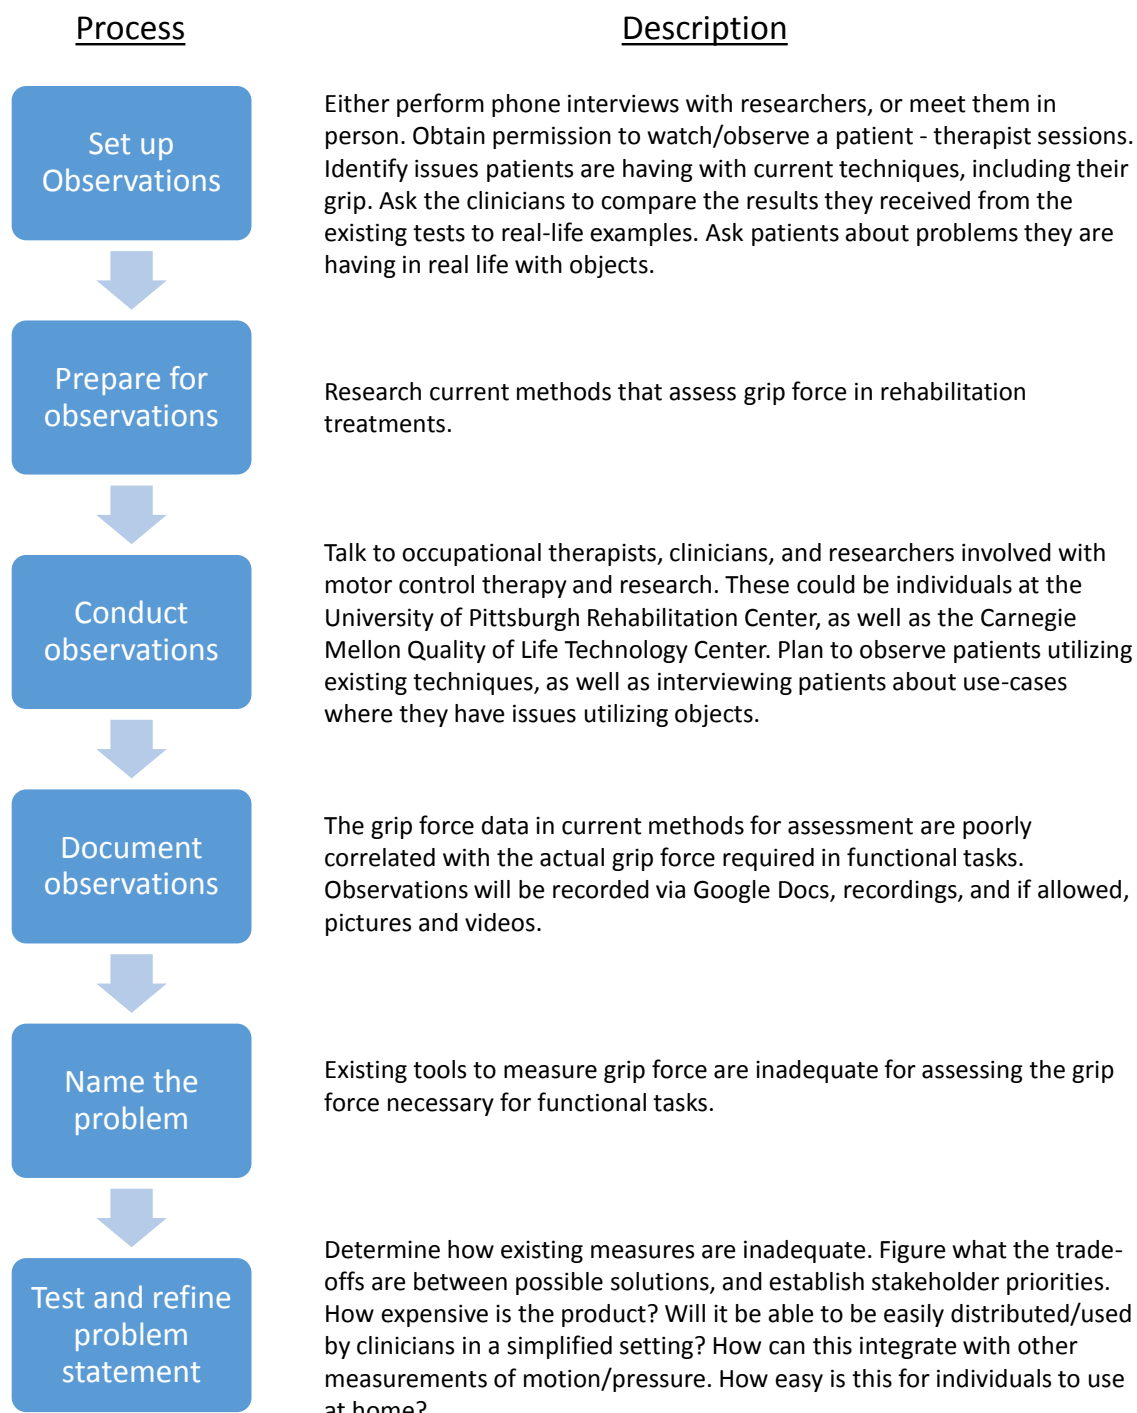 Process
Description
Set up
Observations
Either perform phone interviews with researchers, or meet them in
person. Obtain permission to watch/observe a patient - therapist sessions.
Identify issues patients are having with current techniques, including their
grip. Ask the clinicians to compare the results they received from the
existing tests to real-life examples. Ask patients about problems they are
having in real life with objects.
Prepare for
observations
Research current methods that assess grip force in rehabilitation
treatments.
Conduct
observations
Talk to occupational therapists, clinicians, and researchers involved with
motor control therapy and research. These could be individuals at the
University of Pittsburgh Rehabilitation Center, as well as the Carnegie
Mellon Quality of Life Technology Center. Plan to observe patients utilizing
existing techniques, as well as interviewing patients about use-cases
where they have issues utilizing objects.
Document
observations
The grip force data in current methods for assessment are poorly
correlated with the actual grip force required in functional tasks.
Observations will be recorded via Google Docs, recordings, and if allowed,
pictures and videos.
Name the
problem
Existing tools to measure grip force are inadequate for assessing the grip
force necessary for functional tasks.
Test and refine
problem
statement
Determine how existing measures are inadequate. Figure what the trade-
offs are between possible solutions, and establish stakeholder priorities.
How expensive is the product? Will it be able to be easily distributed/used
by clinicians in a simplified setting? How can this integrate with other
measurements of motion/pressure. How easy is this for individuals to use
at home?